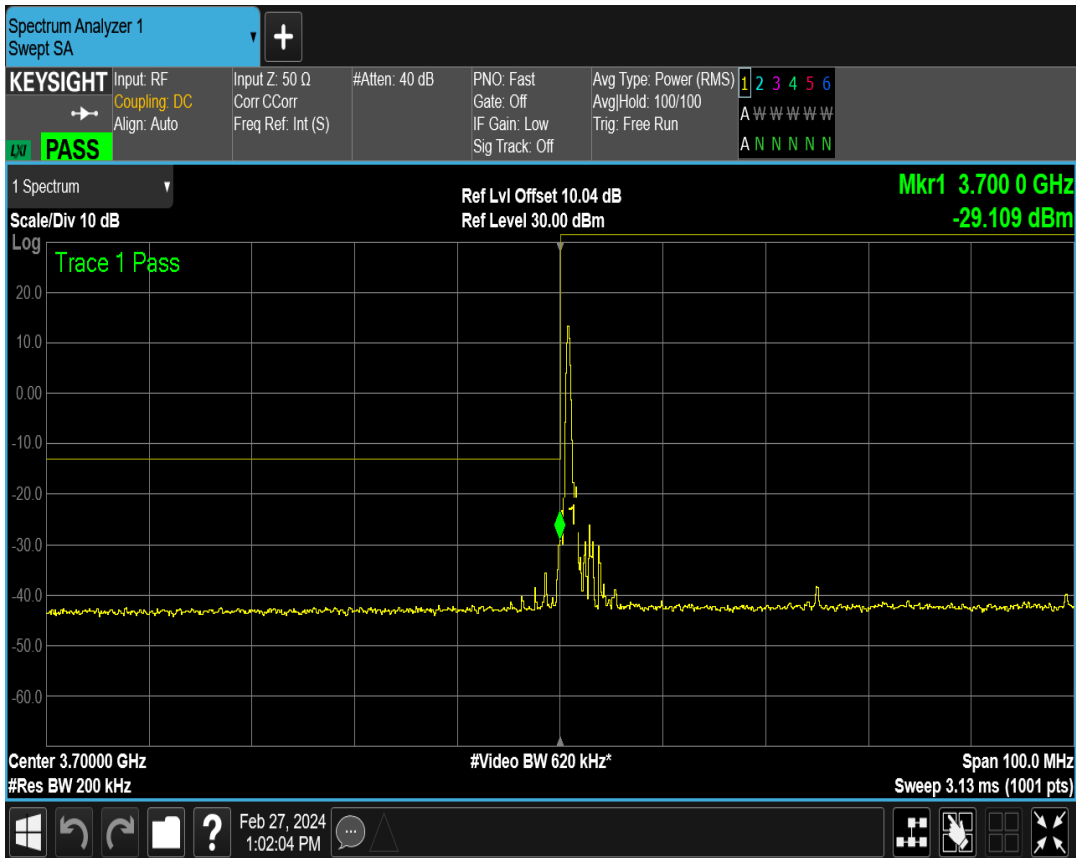 Spectrum Analyzer 1
Swept SA
+
KEYSIGHT
LXI PASS
Input: RF
Coupling: DC
Align: Auto
Input Z: 50 Ω
Corr CCorr
Freq Ref: Int (S)
#Atten: 40 dB
PNO: Fast
Gate: Off
IF Gain: Low
Sig Track: Off
Avg Type: Power (RMS)
Avg|Hold: 100/100
Trig: Free Run
1 2 3 4 5 6
A W W W W W
A N N N N N
1 Spectrum
Scale/Div 10 dB
Ref Lvl Offset 10.04 dB
Ref Level 30.00 dBm
Mkr1 3.700 0 GHz
-29.109 dBm
Log
Trace 1 Pass
20.0
10.0
0.00
-10.0
-20.0
1
-30.0
-40.0
-50.0
-60.0
Center 3.70000 GHz
#Res BW 200 kHz
#Video BW 620 kHz*
Span 100.0 MHz
Sweep 3.13 ms (1001 pts)
?
Feb 27, 2024
1:02:04 PM